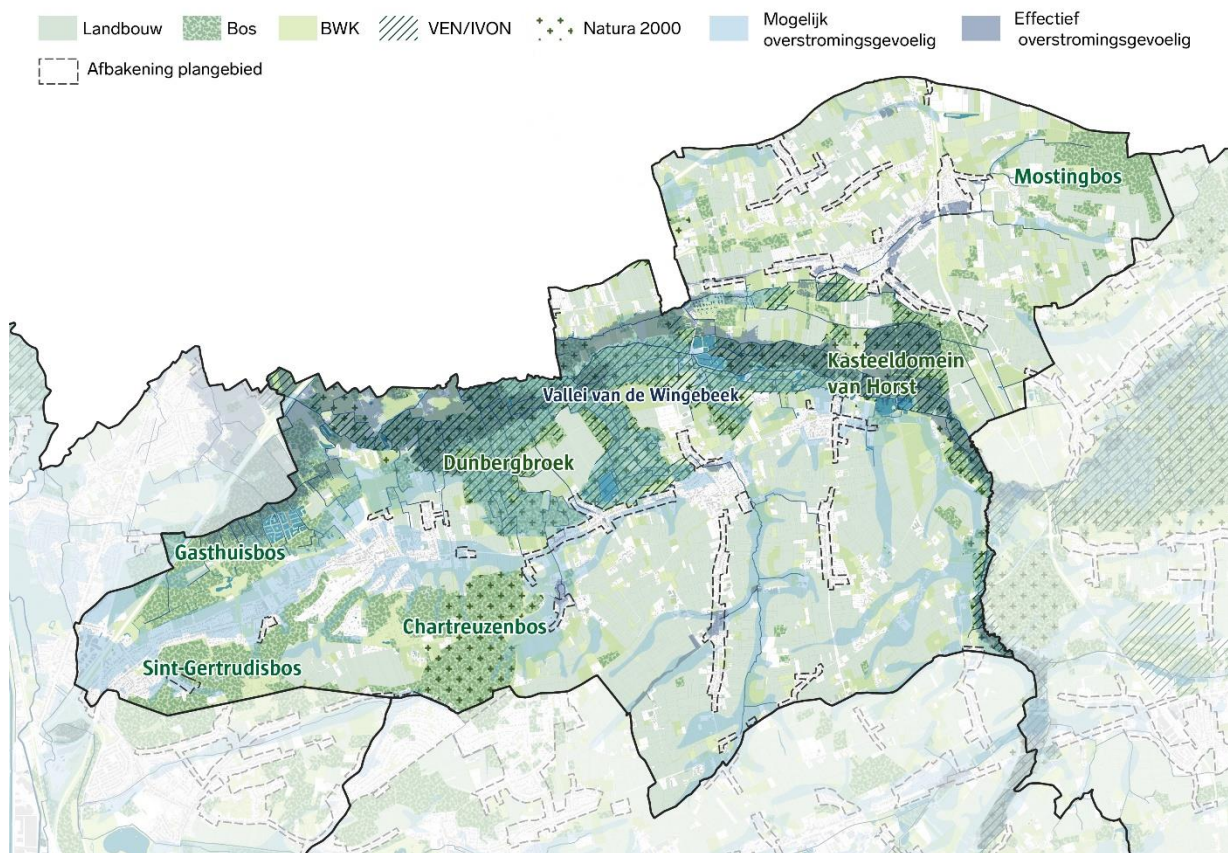 Landbouw
Bos
BWK
VEN/IVON
Natura 2000
Mogelijk
overstromingsgevoelig
Effectief
overstromingsgevoelig
Afbakening plangebied
Mostingbos
Kasteeldomein
van Horst
Vallei van de Wingebeek
Dunbergbroek
Gasthuisbos
Chartreuzenbos
Sint-Gertrudisbos